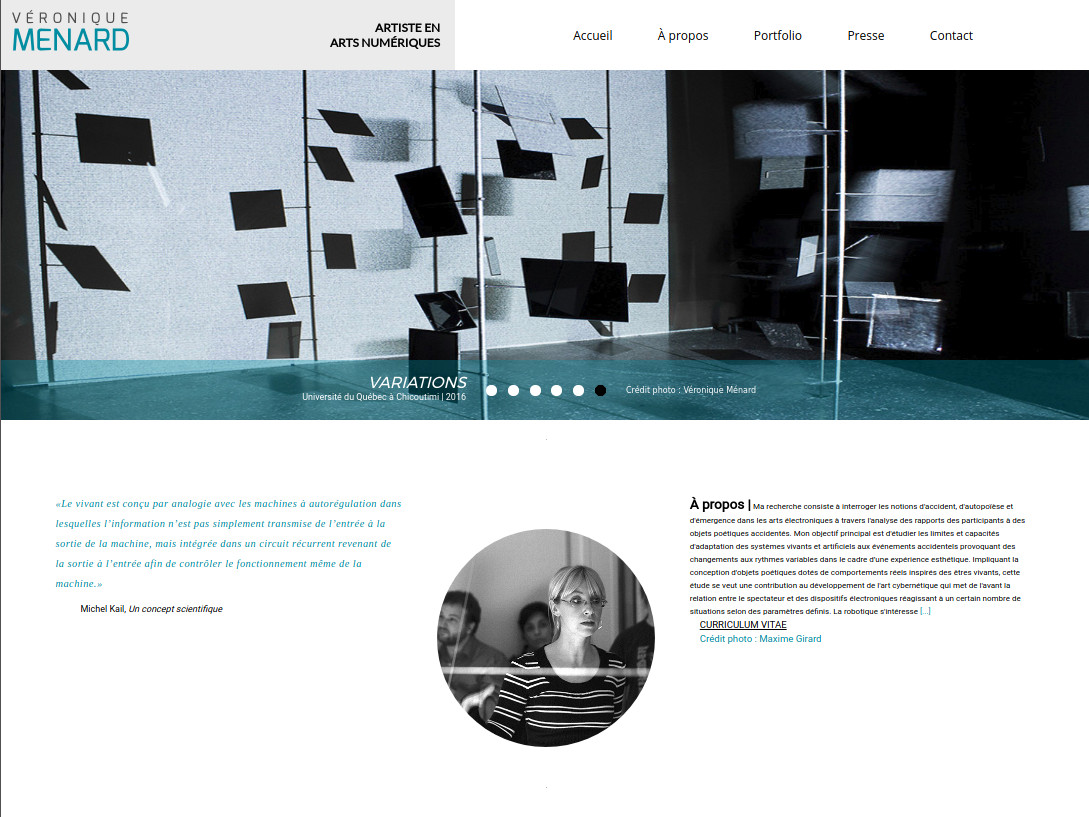 VÉRONIQUE
MENARD
ARTISTE EN
ARTS NUMÉRIQUES
Accueil À propos Portfolio Presse Contact
VARIATIONS
Université du Québec à Chicoutimi | 2016
Crédit photo : Véronique Ménard
«Le vivant est conçu par analogie avec les machines à autorégulation dans
lesquelles l'information n'est pas simplement transmise de l'entrée à la
sortie de la machine, mais intégrée dans un circuit récurrent revenant de
la sortie à l'entrée afin de contrôler le fonctionnement même de la
machine.»
Michel Kail, Un concept scientifique
À propos | Ma recherche consiste à interroger les notions d'accident, d'autopoïèse et
d'émergence dans les arts électroniques à travers l'analyse des rapports des participants à des
objets poétiques accidentés. Mon objectif principal est d'étudier les limites et capacités
d'adaptation des systèmes vivants et artificiels aux événements accidentels provoquant des
changements aux rythmes variables dans le cadre d'une expérience esthétique. Impliquant la
conception d'objets poétiques dotés de comportements réels inspirés des êtres vivants, cette
étude se veut une contribution au développement de l'art cybernétique qui met de l'avant la
relation entre le spectateur et des dispositifs électroniques réagissant à un certain nombre de
situations selon des paramètres définis. La robotique s'intéresse [...]
CURRICULUM VITAE
Crédit photo : Maxime Girard